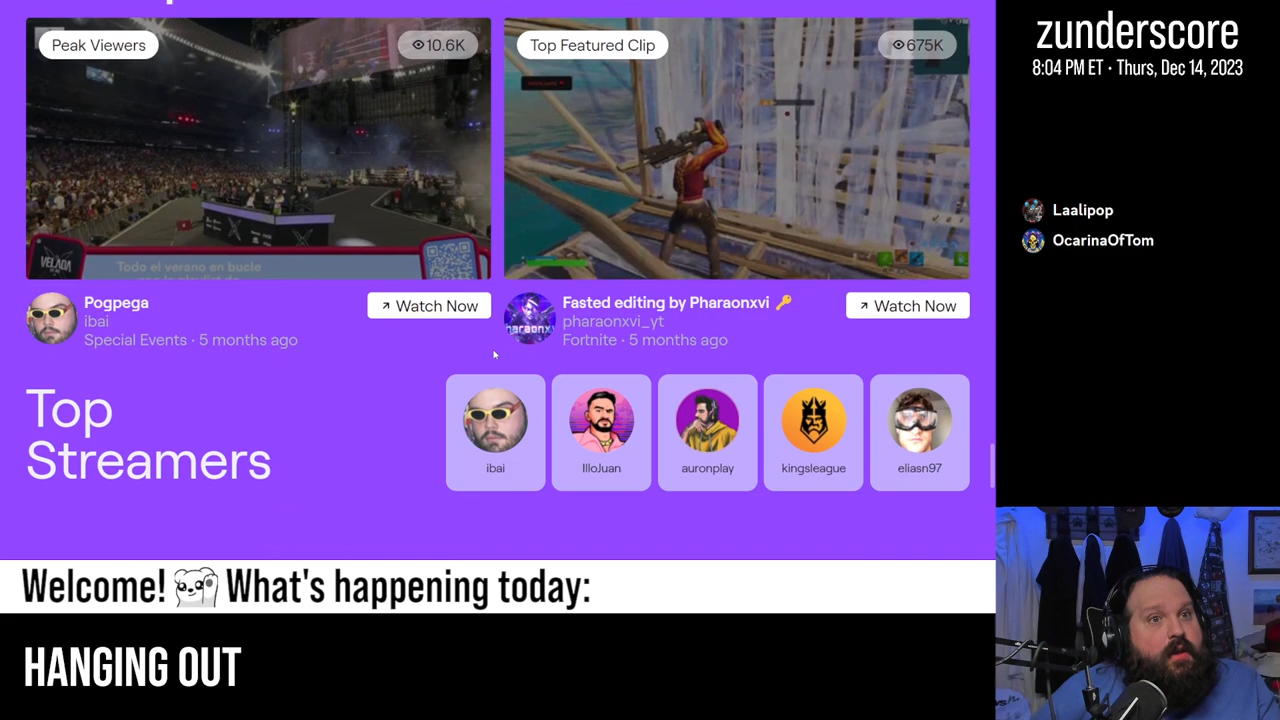 Peak Viewers
10.6K
Top Featured Clip
675K
VELADA
Todo el verano en bucle
Pogpega
ibai
Special Events · 5 months ago
Watch Now
Fasted editing by Pharaonxvi 🔑
pharaonxvi_yt
Fortnite · 5 months ago
Watch Now
Top
Streamers
ibai
IlloJuan
auronplay
kingsleague
eliasn97
Welcome! What's happening today:
HANGING OUT
zunderscore
8:04 PM ET · Thurs, Dec 14, 2023
Laalipop
OcarinaOfTom